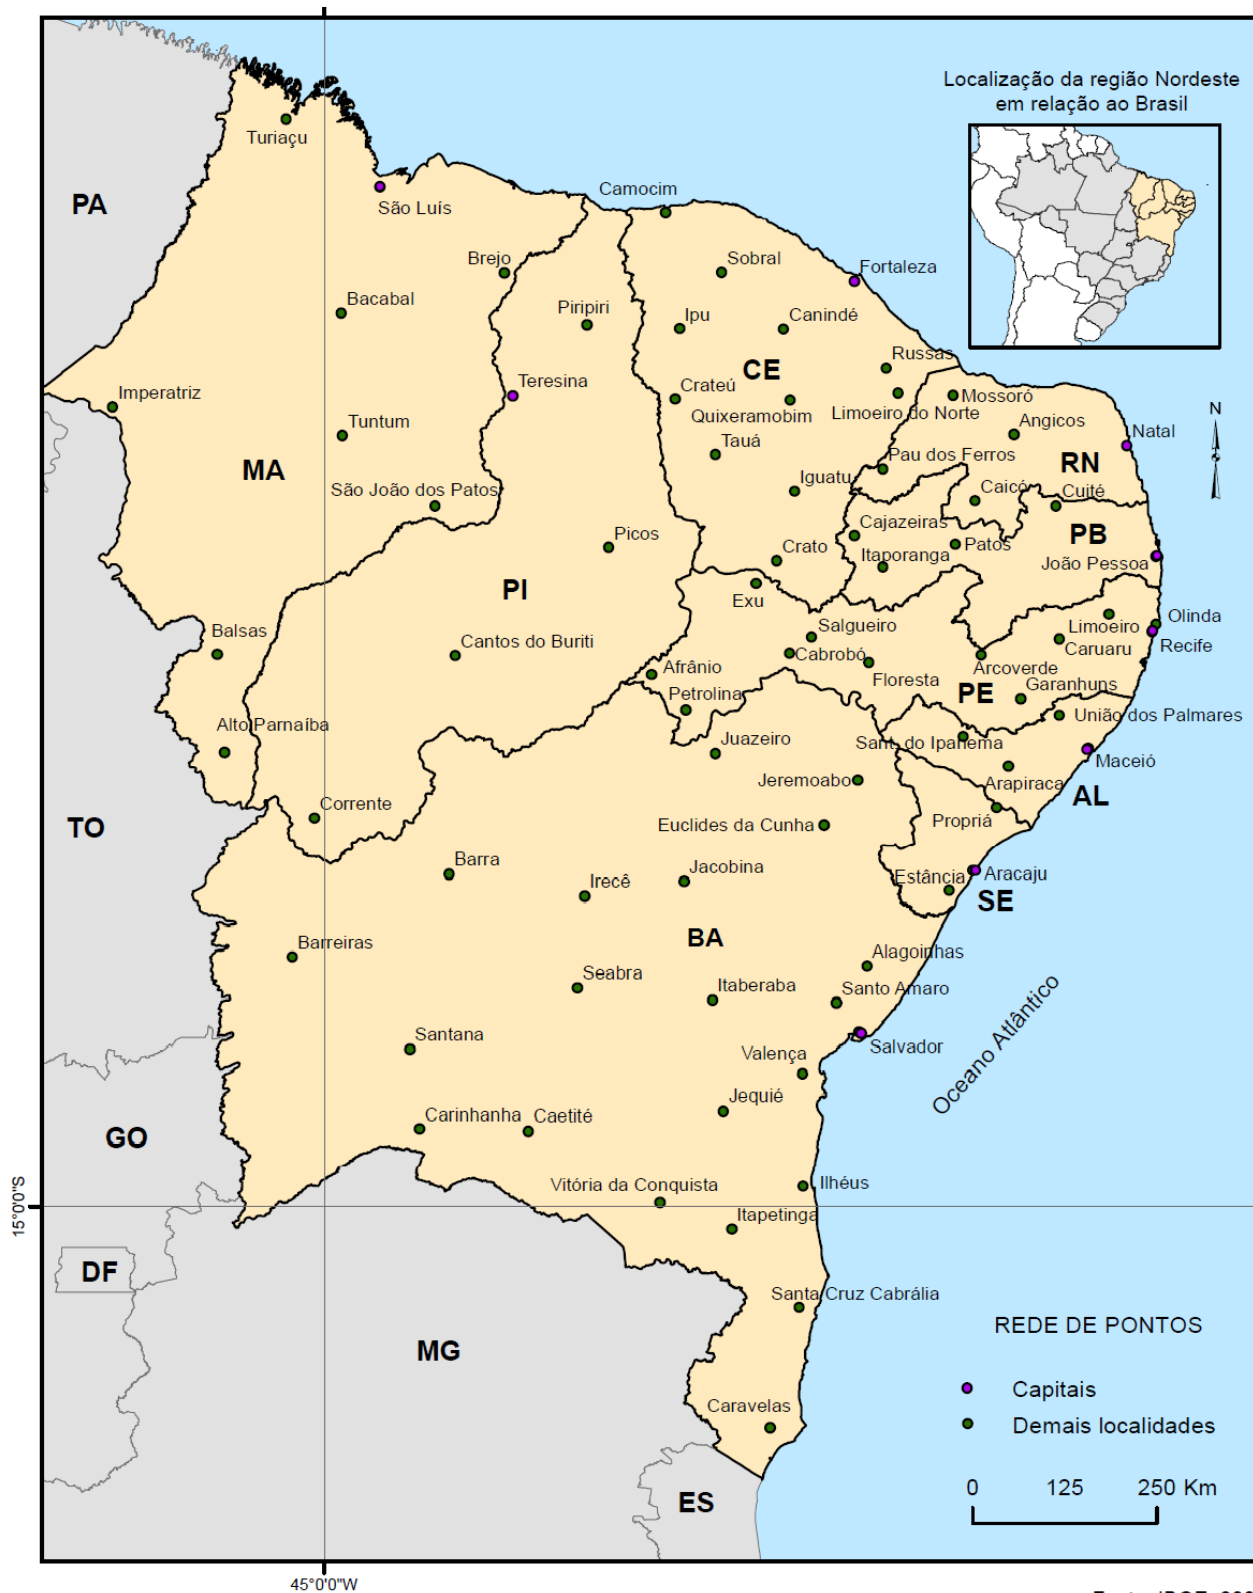 Localização da região Nordeste
em relação ao Brasil
Turiaçu
PA
São Luís
Camocim
Brejo
Sobral
Fortaleza
Bacabal
Piripiri
Ipu
Canindé
Russas
CE
Imperatriz
Teresina
Crateú
Quixeramobim
Limoeiro do Norte
Mossoró
N
Tuntum
Tauá
Angicos
Natal
MA
Pau dos Ferros
RN
São João dos Patos
Iguatu
Caicó
Cuité
Picos
Cajazeiras
PB
Crato
Itaporanga
Patos
João Pessoa
PI
Exu
Balsas
Cantos do Buriti
Salgueiro
Limoeiro
Olinda
Cabrobó
Caruaru
Recife
Afrânio
Floresta
Arcoverde
Petrolina
PE
Garanhuns
Alto Parnaíba
União dos Palmares
Juazeiro
Sant. do Ipanema
Maceió
Jeremoabo
Arapiraca
AL
Corrente
TO
Euclides da Cunha
Propriá
Barra
Irecê
Jacobina
Estância
Aracaju
SE
BA
Barreiras
Alagoinhas
Seabra
Itaberaba
Santo Amaro
Santana
Salvador
Oceano Atlântico
Valença
Jequié
Carinhanha
Caetité
GO
Vitória da Conquista
Ilhéus
15°0'0"S
Itapetinga
DF
Santa Cruz Cabrália
REDE DE PONTOS
MG
Capitais
Caravelas
Demais localidades
0 125 250 Km
ES
45°0'0"W